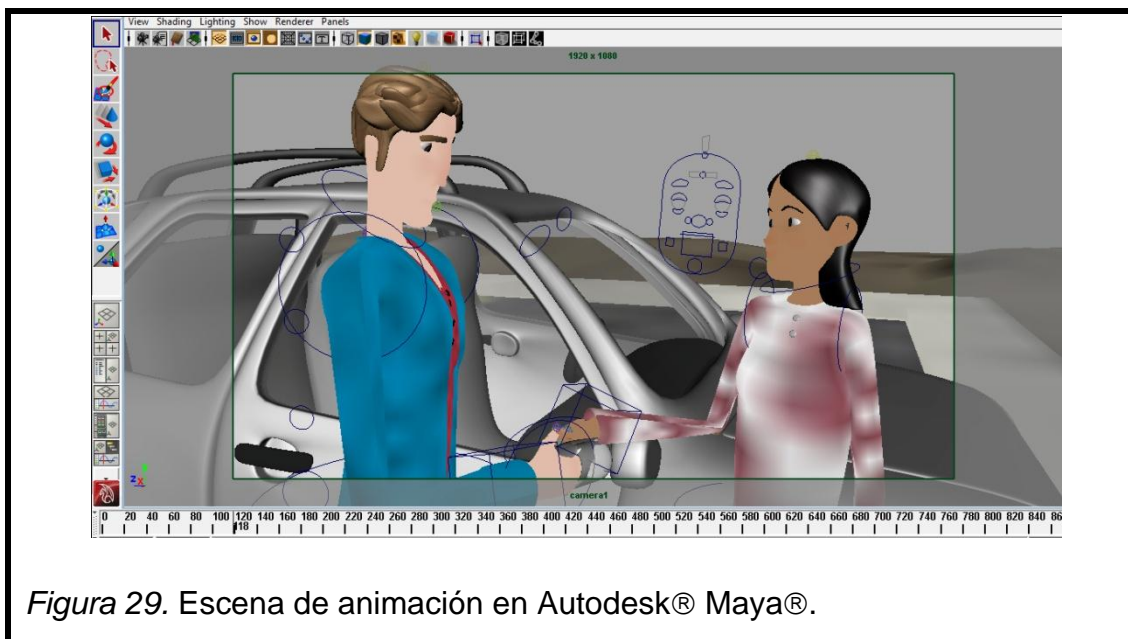 View Shading Lighting Show Renderer Panels
1920 x 1080
camera1
0 20 40 60 80 100 120 140 160 180 200 220 240 260 280 300 320 340 360 380 400 420 440 460 480 500 520 540 560 580 600 620 640 660 680 700 720 740 760 780 800 820 840 86
118
Figura 29. Escena de animación en Autodesk® Maya®.